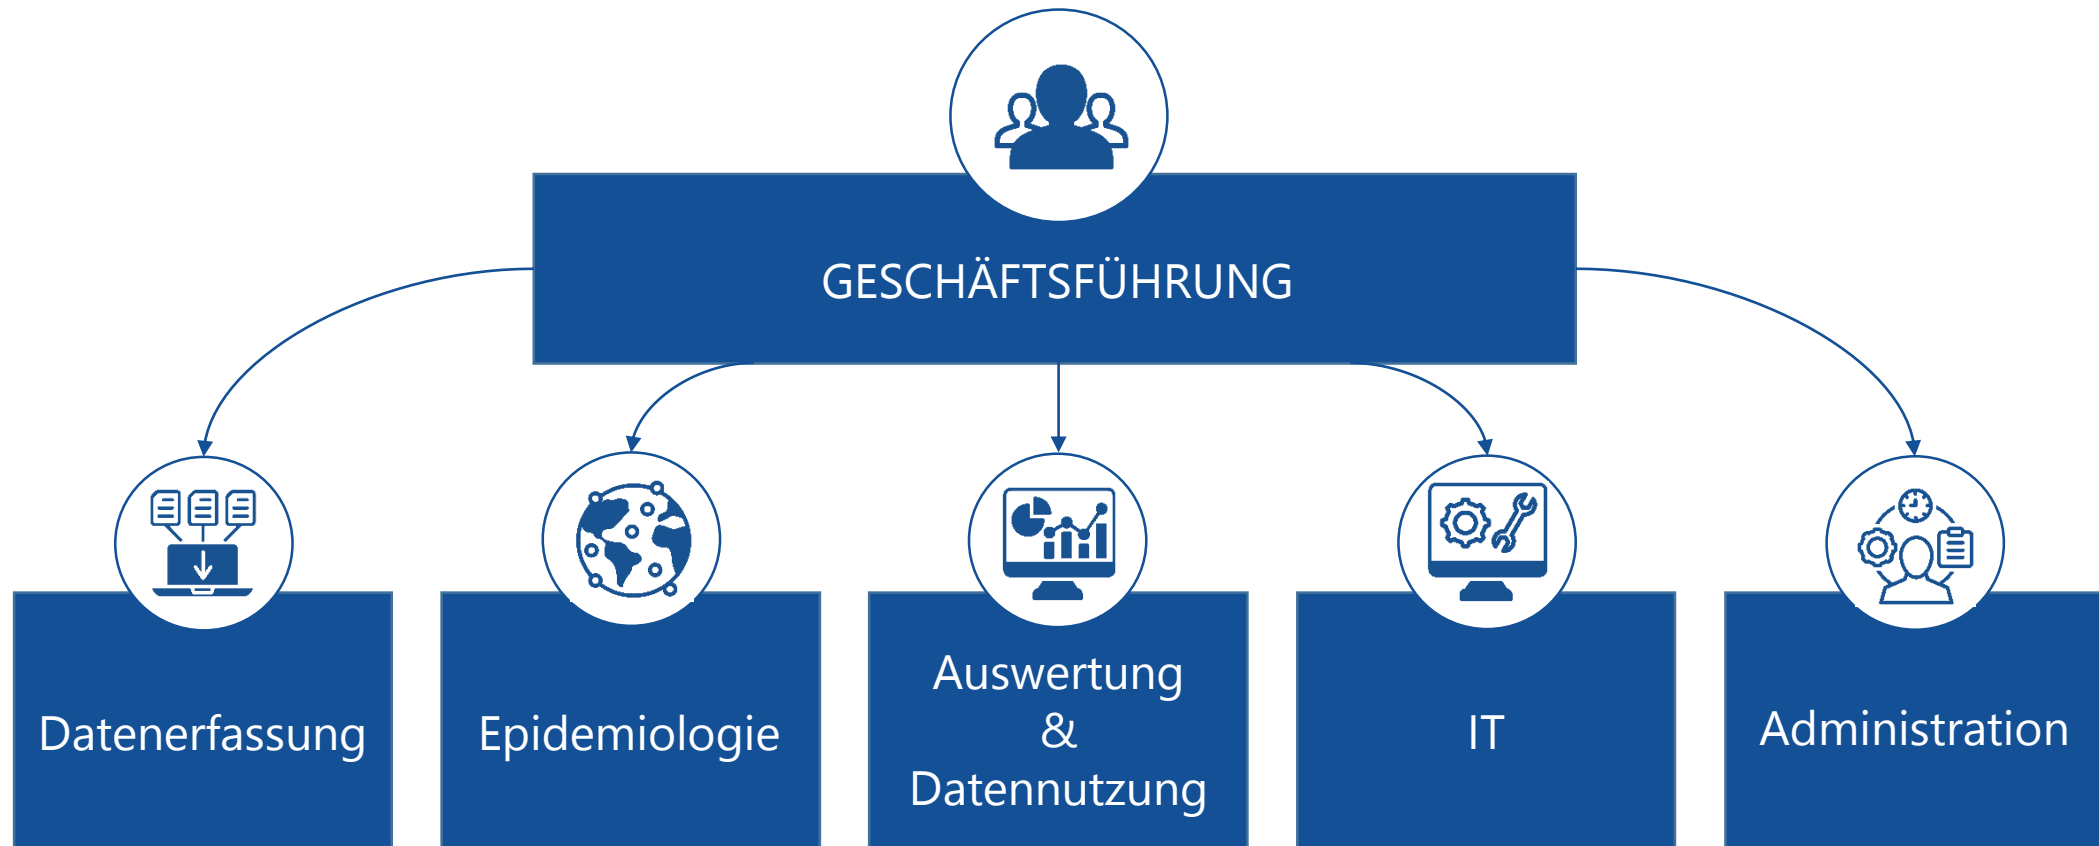 GESCHÄFTSFÜHRUNG
Datenerfassung
Epidemiologie
Auswertung
&
Datennutzung
IT
Administration